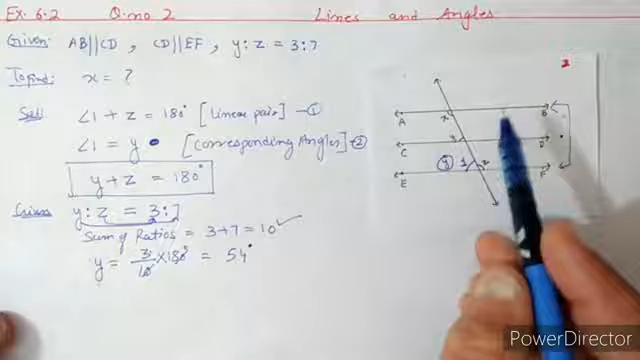 Ex. 6.2 Q.no 2 Lines and Angles
Given: AB||CD , CD||EF , y:z = 3:7
To find: x = ?
Sol: ∠1 + z = 180° [Linear pair] —①
∠1 = y [Corresponding Angles] —②
y + z = 180°
Given y:z = 3:7
Sum of Ratios = 3+7 = 10 ✓
y = 3/10 × 180° = 54°
2
A x B
C y D
y 1 z
E F
PowerDirector